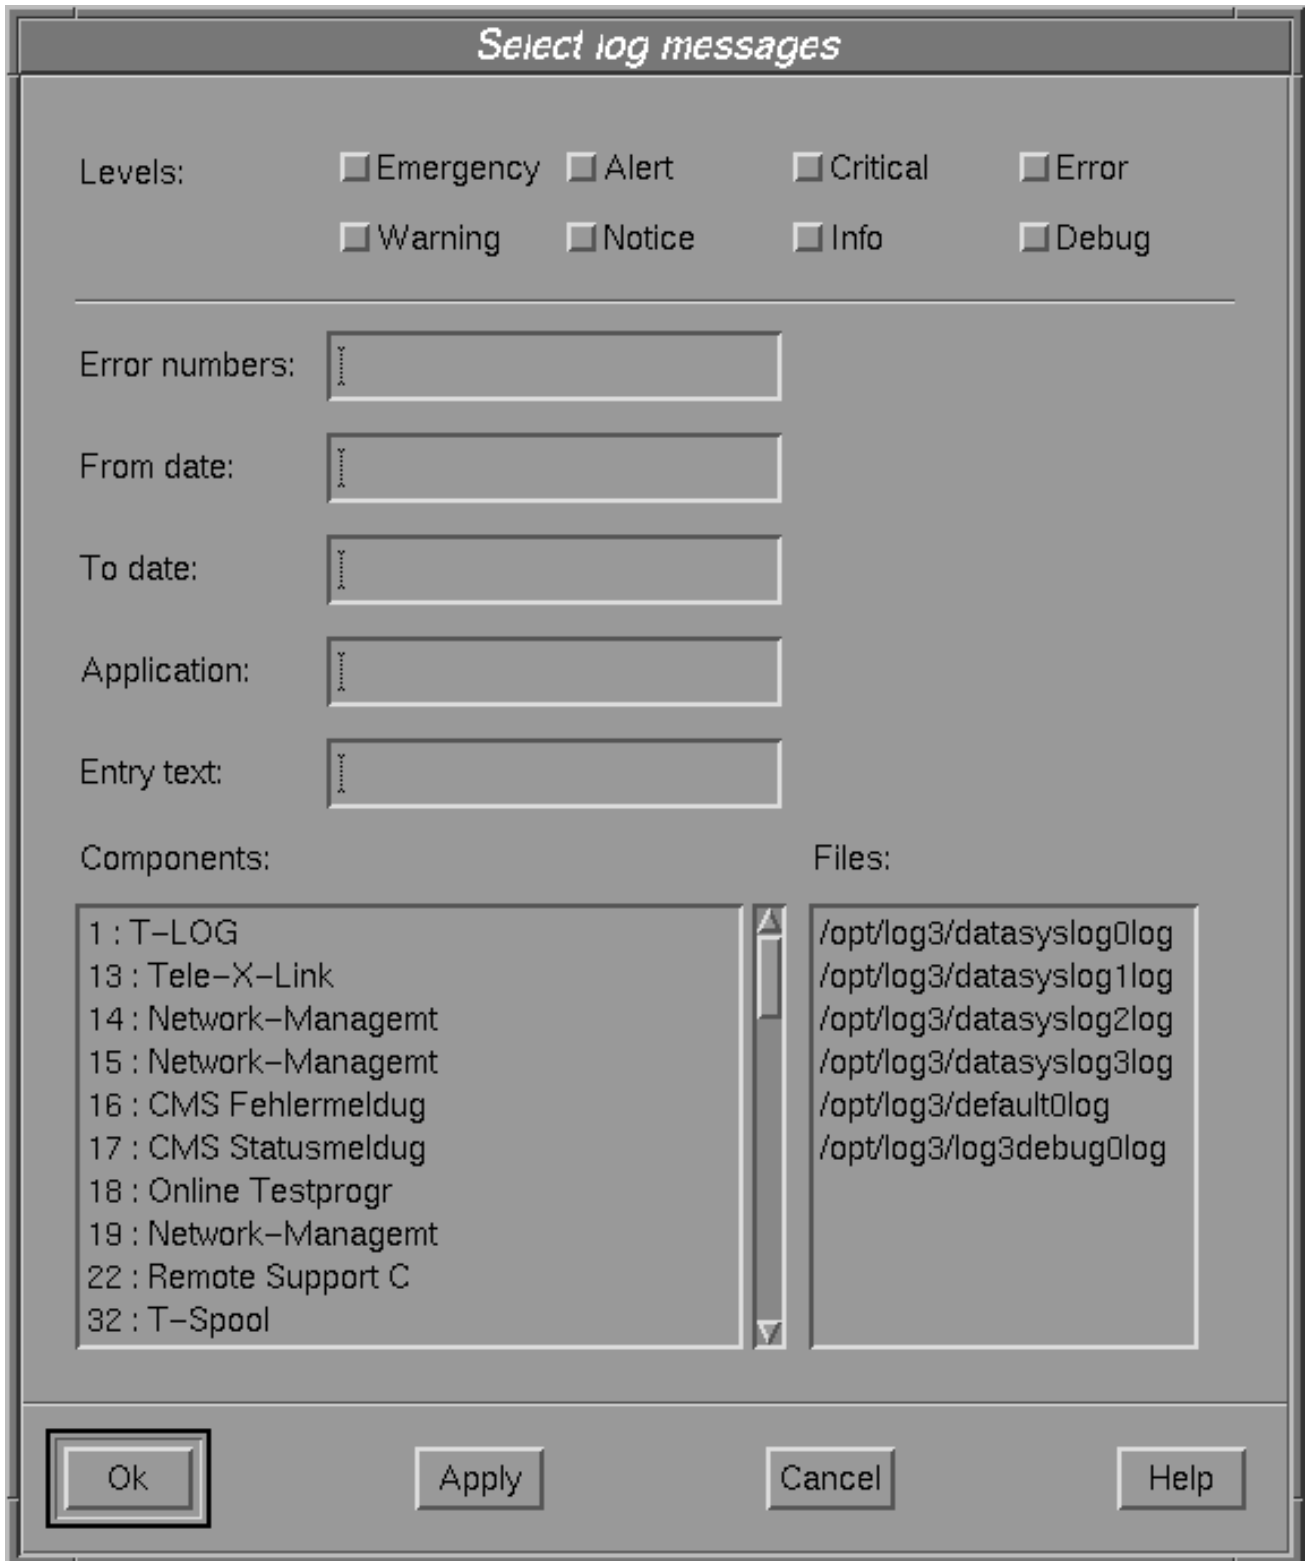 Select log messages
Levels: Emergency Alert Critical Error
Warning Notice Info Debug
Error numbers:
From date:
To date:
Application:
Entry text:
Components:
1 : T-LOG
13 : Tele-X-Link
14 : Network-Managemt
15 : Network-Managemt
16 : CMS Fehlermeldug
17 : CMS Statusmeldug
18 : Online Testprogr
19 : Network-Managemt
22 : Remote Support C
32 : T-Spool
Files:
/opt/log3/datasyslog0log
/opt/log3/datasyslog1log
/opt/log3/datasyslog2log
/opt/log3/datasyslog3log
/opt/log3/default0log
/opt/log3/log3debug0log
Ok Apply Cancel Help